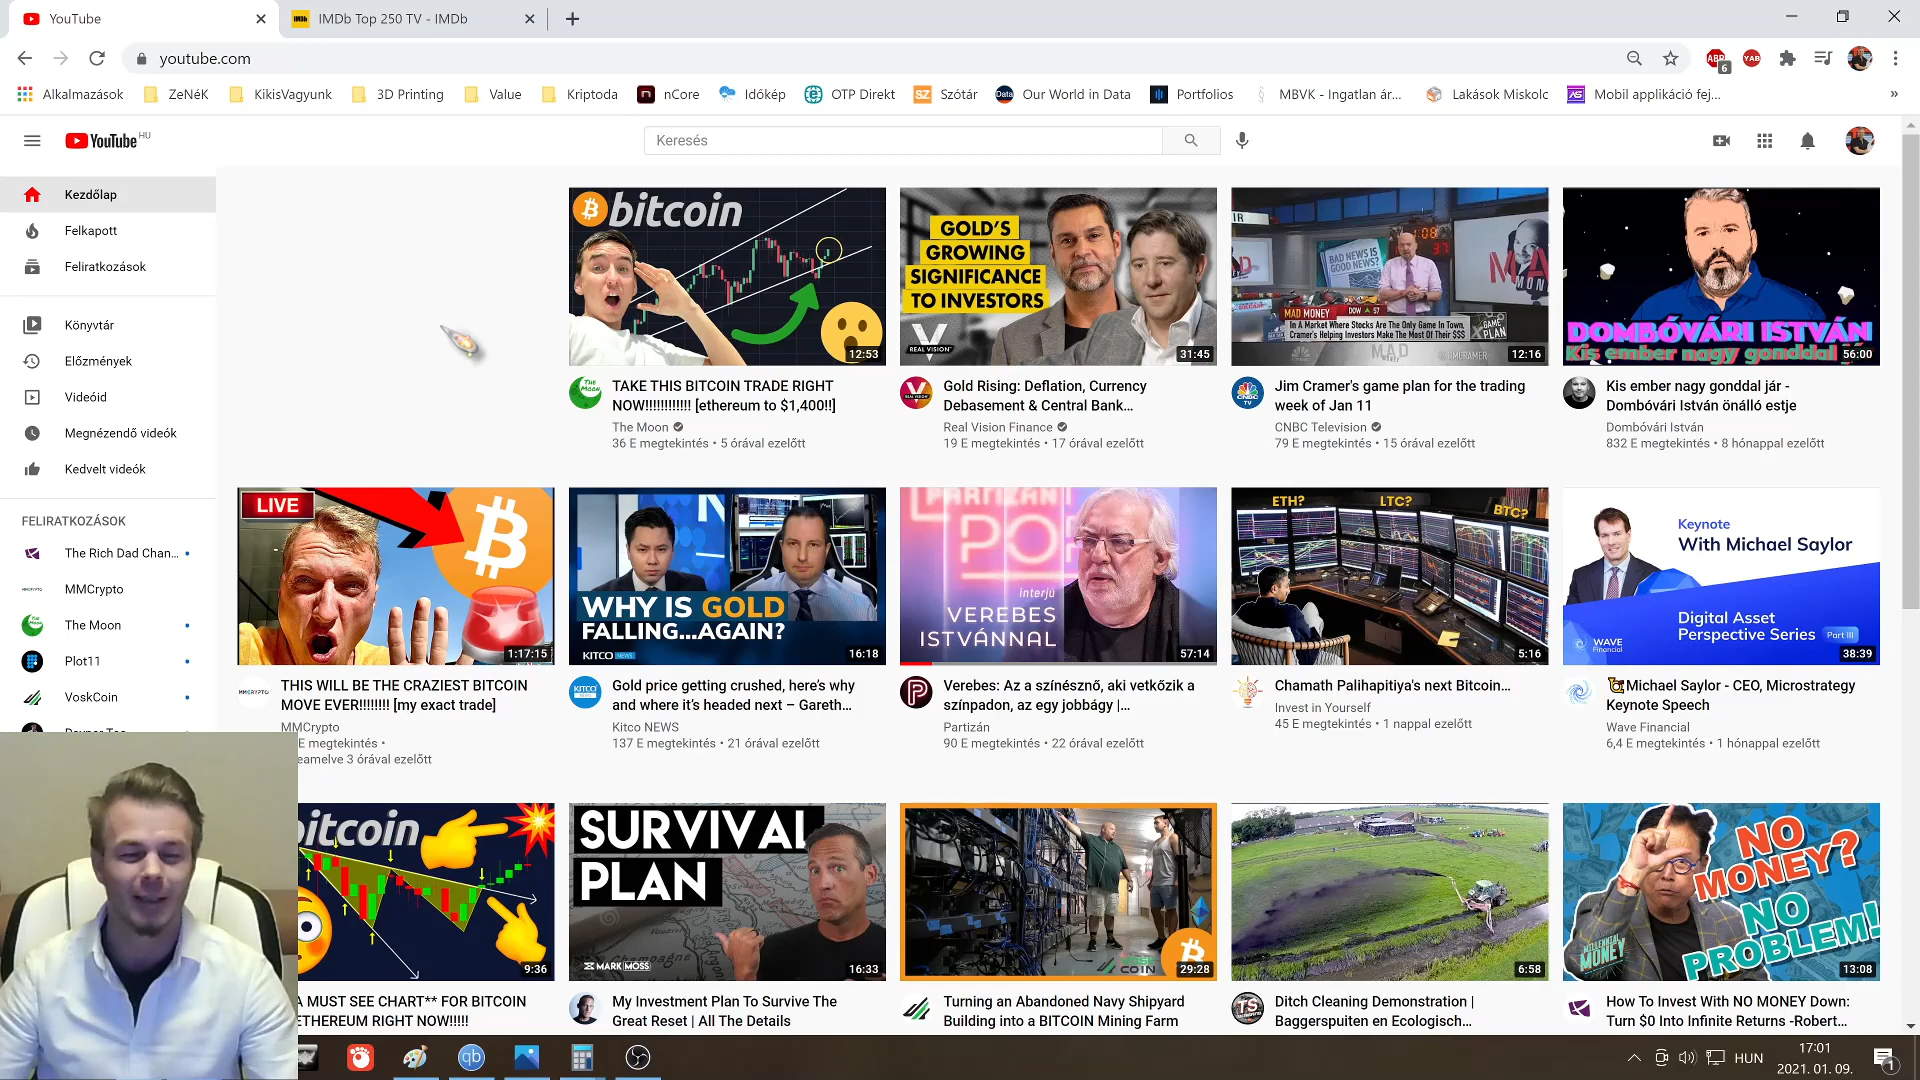 YouTube
IMDb Top 250 TV - IMDb
youtube.com
ABP
6
YAB
Alkalmazások
ZeNéK
KikisVagyunk
3D Printing
Value
Kriptoda
nCore
Időkép
OTP Direkt
SZ
Szótár
Data
Our World in Data
Portfolios
MBVK - Ingatlan ár...
Lakások Miskolc
Mobil applikáció fej...
»
YouTube HU
Keresés
Kezdőlap
Felkapott
Feliratkozások
Könyvtár
Előzmények
Videóid
Megnézendő videók
Kedvelt videók
FELIRATKOZÁSOK
The Rich Dad Chan...
MMCrypto
The Moon
Plot11
VoskCoin
bitcoin
12:53
TAKE THIS BITCOIN TRADE RIGHT
NOW!!!!!!!!!!!! [ethereum to $1,400!!]
The Moon
36 E megtekintés • 5 órával ezelőtt
GOLD'S
GROWING
SIGNIFICANCE
TO INVESTORS
REAL VISION
31:45
Gold Rising: Deflation, Currency
Debasement & Central Bank...
Real Vision Finance
19 E megtekintés • 17 órával ezelőtt
BAD NEWS IS
GOOD NEWS?
MAD MONEY
DOW ▲ 57
In A Market Where Stocks Are The Only Game In Town,
Cramer's Helping Investors Make The Most Of Their $$$
GAME
PLAN
@JIMCRAMER
12:16
Jim Cramer's game plan for the trading
week of Jan 11
CNBC Television
79 E megtekintés • 15 órával ezelőtt
DOMBÓVÁRI ISTVÁN
Kis ember nagy gonddal
56:00
Kis ember nagy gonddal jár -
Dombóvári István önálló estje
Dombóvári István
832 E megtekintés • 8 hónappal ezelőtt
LIVE
1:17:15
THIS WILL BE THE CRAZIEST BITCOIN
MOVE EVER!!!!!!!! [my exact trade]
MMCrypto
E megtekintés •
eamelve 3 órával ezelőtt
WHY IS GOLD
FALLING...AGAIN?
KITCO NEWS
16:18
Gold price getting crushed, here's why
and where it's headed next – Gareth...
Kitco NEWS
137 E megtekintés • 21 órával ezelőtt
PARTIZÁN
POP
interjú
VEREBES
ISTVÁNNAL
57:14
Verebes: Az a színésznő, aki vetkőzik a
színpadon, az egy jobbágy |...
Partizán
90 E megtekintés • 22 órával ezelőtt
ETH?
LTC?
BTC?
5:16
Chamath Palihapitiya's next Bitcoin...
Invest in Yourself
45 E megtekintés • 1 nappal ezelőtt
Keynote
With Michael Saylor
Digital Asset
Perspective Series Part III
WAVE
Financial
38:39
Michael Saylor - CEO, Microstrategy
Keynote Speech
Wave Financial
6,4 E megtekintés • 1 hónappal ezelőtt
bitcoin
9:36
A MUST SEE CHART** FOR BITCOIN
ETHEREUM RIGHT NOW!!!!!
SURVIVAL
PLAN
MARK MOSS
16:33
My Investment Plan To Survive The
Great Reset | All The Details
COIN
29:28
Turning an Abandoned Navy Shipyard
Building into a BITCOIN Mining Farm
6:58
TS
Ditch Cleaning Demonstration |
Baggerspuiten en Ecologisch...
NO
MONEY?
NO
PROBLEM!
MILLENNIAL
MONEY
13:08
How To Invest With NO MONEY Down:
Turn $0 Into Infinite Returns -Robert...
qb
HUN
17:01
2021. 01. 09.
1